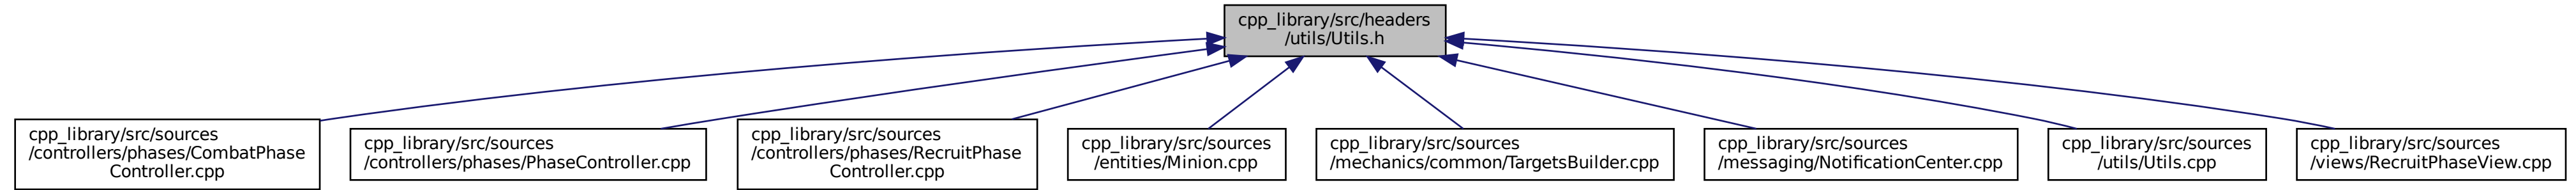 cpp_library/src/headers
/utils/Utils.h
cpp_library/src/sources
/controllers/phases/CombatPhase
Controller.cpp
cpp_library/src/sources
/controllers/phases/PhaseController.cpp
cpp_library/src/sources
/controllers/phases/RecruitPhase
Controller.cpp
cpp_library/src/sources
/entities/Minion.cpp
cpp_library/src/sources
/mechanics/common/TargetsBuilder.cpp
cpp_library/src/sources
/messaging/NotificationCenter.cpp
cpp_library/src/sources
/utils/Utils.cpp
cpp_library/src/sources
/views/RecruitPhaseView.cpp